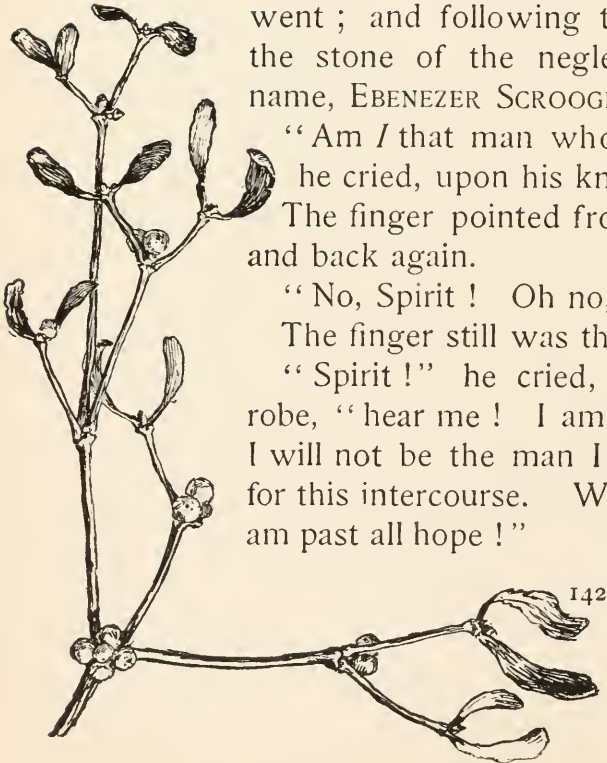 went ; and following t
the stone of the negle
name, EBENEZER SCROOG
“Am I that man who
he cried, upon his kn
The finger pointed fro
and back again.
“No, Spirit ! Oh no,
The finger still was th
“Spirit !” he cried,
robe, “hear me ! I am
I will not be the man I
for this intercourse. W
am past all hope !”
142